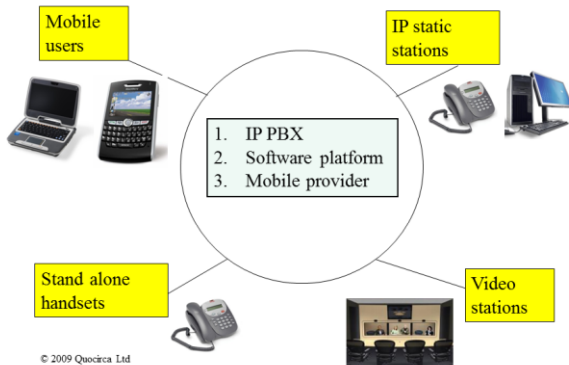 Mobile
users
IP static
stations
1. IP PBX
2. Software platform
3. Mobile provider
Stand alone
handsets
Video
stations
© 2009 Quocirca Ltd